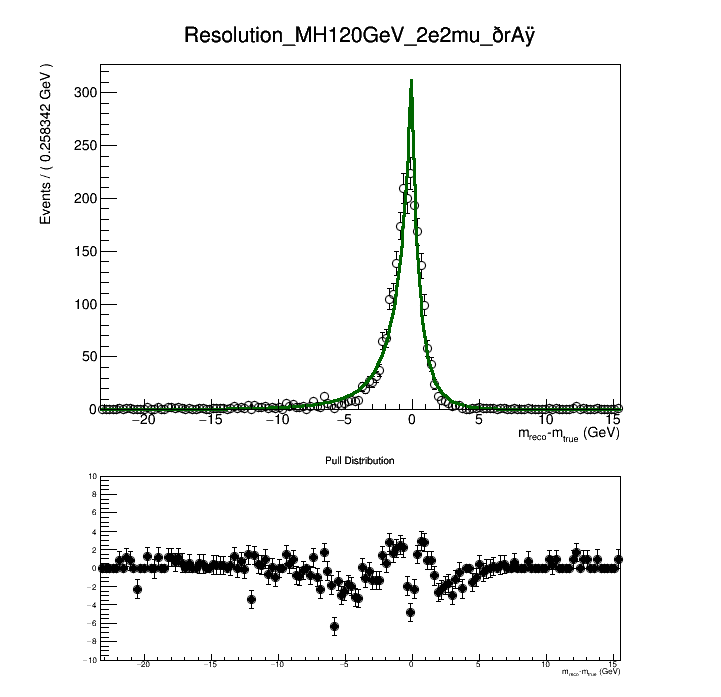 Resolution_MH120GeV_2e2mu_ðrAÿ
Events / ( 0.258342 GeV )
300
250
200
150
100
50
0
−20 −15 −10 −5 0 5 10 15
m_reco-m_true (GeV)
Pull Distribution
10
8
6
4
2
0
−2
−4
−6
−8
−10
−20 −15 −10 −5 0 5 10 15
m_reco-m_true (GeV)